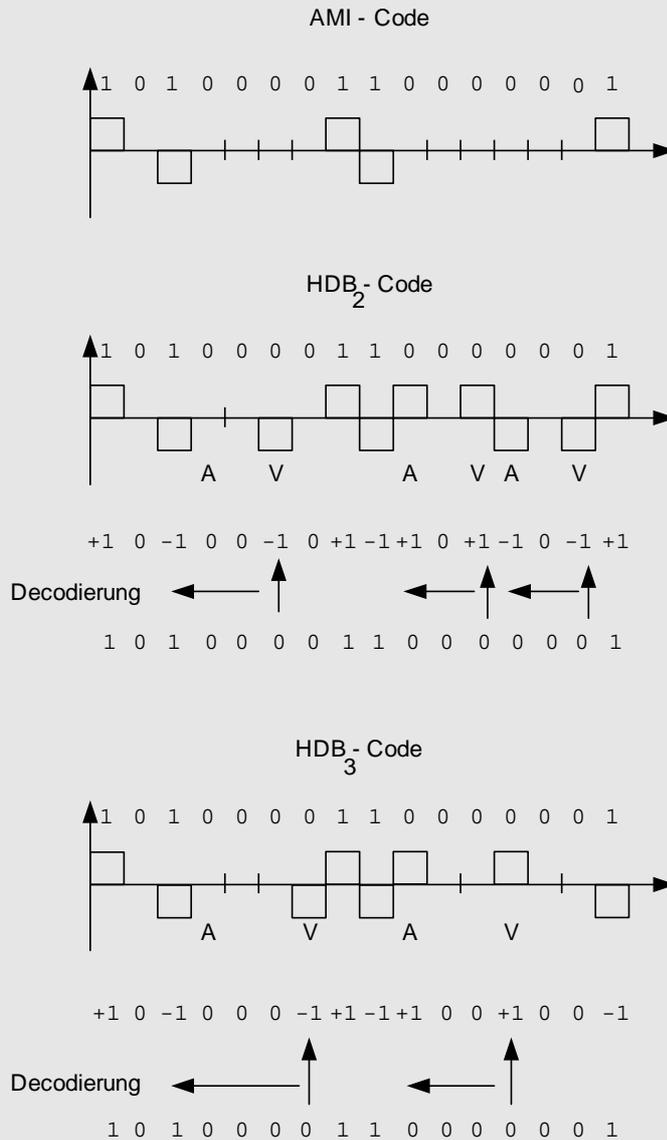 AMI - Code
1 0 1 0 0 0 0 1 1 0 0 0 0 0 0 1
HDB2 - Code
1 0 1 0 0 0 0 1 1 0 0 0 0 0 0 1
A V A V A V
+1 0 -1 0 0 -1 0 +1 -1 +1 0 +1 -1 0 -1 +1
Decodierung
1 0 1 0 0 0 0 1 1 0 0 0 0 0 0 1
HDB3 - Code
1 0 1 0 0 0 0 1 1 0 0 0 0 0 0 1
A V A V
+1 0 -1 0 0 0 -1 +1 -1 +1 0 0 +1 0 0 -1
Decodierung
1 0 1 0 0 0 0 1 1 0 0 0 0 0 0 1